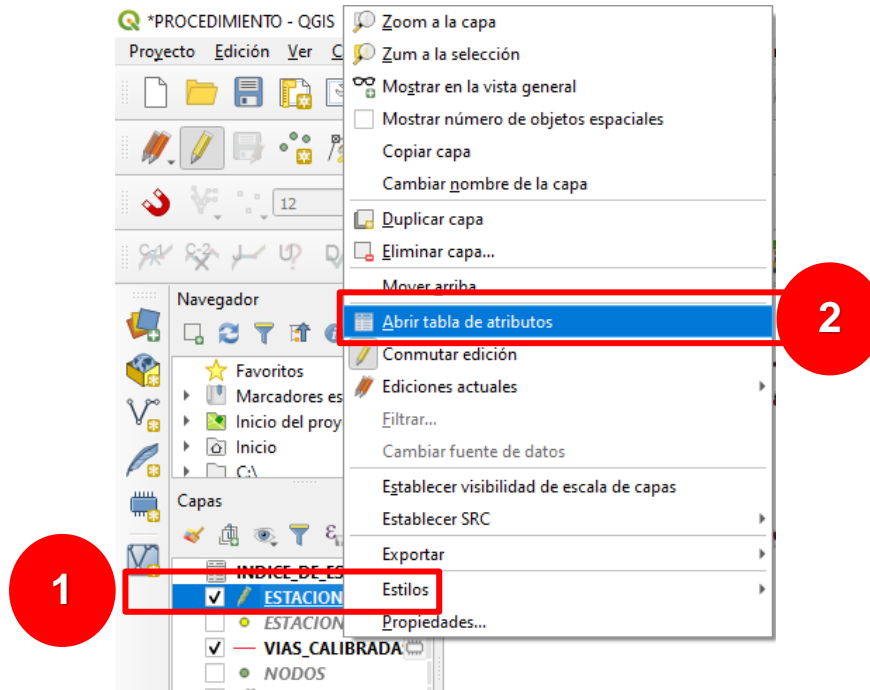 *PROCEDIMIENTO - QGIS
Proyecto Edición Ver C
12
Navegador
Favoritos
Marcadores es
Inicio del proy
Inicio
C:\
Capas
INDICE_DE_ES
ESTACION
ESTACION
VIAS_CALIBRADA
NODOS
Zoom a la capa
Zum a la selección
Mostrar en la vista general
Mostrar número de objetos espaciales
Copiar capa
Cambiar nombre de la capa
Duplicar capa
Eliminar capa...
Mover arriba
Abrir tabla de atributos
Conmutar edición
Ediciones actuales
Filtrar...
Cambiar fuente de datos
Establecer visibilidad de escala de capas
Establecer SRC
Exportar
Estilos
Propiedades...
1
2